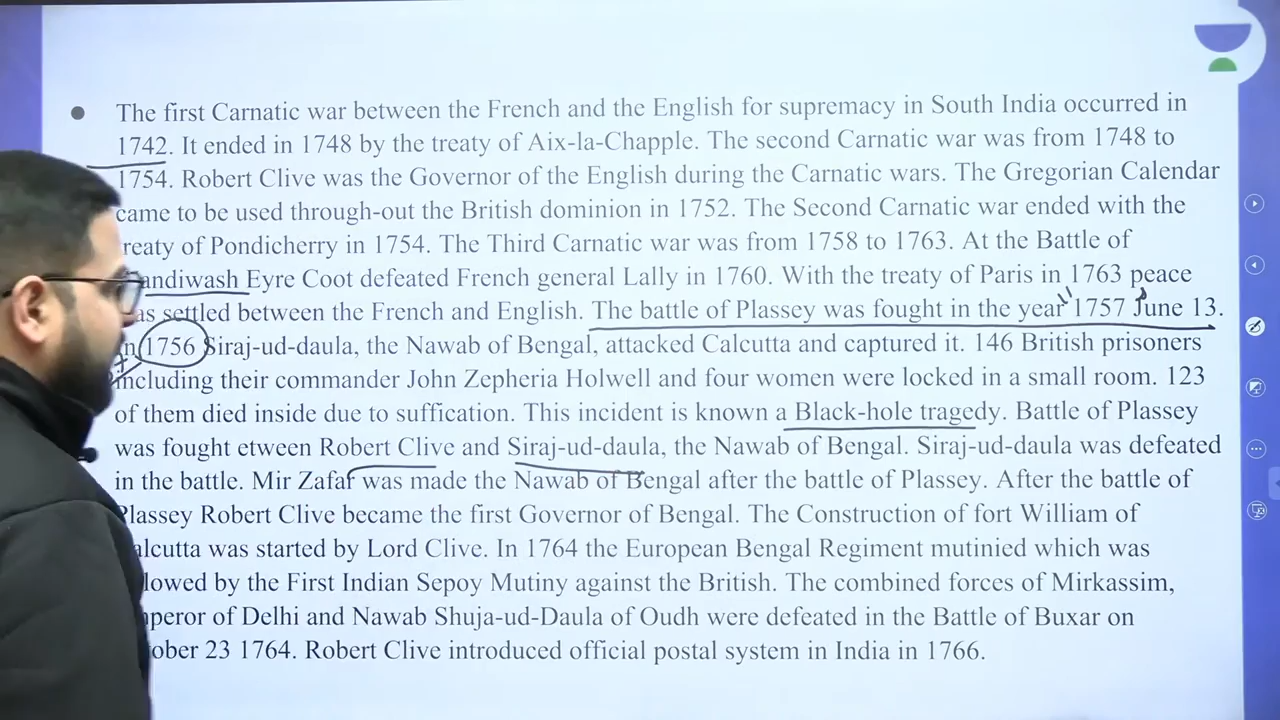 The first Carnatic war between the French and the English for supremacy in South India occurred in
1742. It ended in 1748 by the treaty of Aix-la-Chapple. The second Carnatic war was from 1748 to
1754. Robert Clive was the Governor of the English during the Carnatic wars. The Gregorian Calendar
came to be used through-out the British dominion in 1752. The Second Carnatic war ended with the
reaty of Pondicherry in 1754. The Third Carnatic war was from 1758 to 1763. At the Battle of
andiwash Eyre Coot defeated French general Lally in 1760. With the treaty of Paris in 1763 peace
as settled between the French and English. The battle of Plassey was fought in the year 1757 June 13.
n 1756 Siraj-ud-daula, the Nawab of Bengal, attacked Calcutta and captured it. 146 British prisoners
including their commander John Zepheria Holwell and four women were locked in a small room. 123
of them died inside due to suffication. This incident is known a Black-hole tragedy. Battle of Plassey
was fought etween Robert Clive and Siraj-ud-daula, the Nawab of Bengal. Siraj-ud-daula was defeated
in the battle. Mir Zafar was made the Nawab of Bengal after the battle of Plassey. After the battle of
Plassey Robert Clive became the first Governor of Bengal. The Construction of fort William of
alcutta was started by Lord Clive. In 1764 the European Bengal Regiment mutinied which was
lowed by the First Indian Sepoy Mutiny against the British. The combined forces of Mirkassim,
peror of Delhi and Nawab Shuja-ud-Daula of Oudh were defeated in the Battle of Buxar on
ober 23 1764. Robert Clive introduced official postal system in India in 1766.